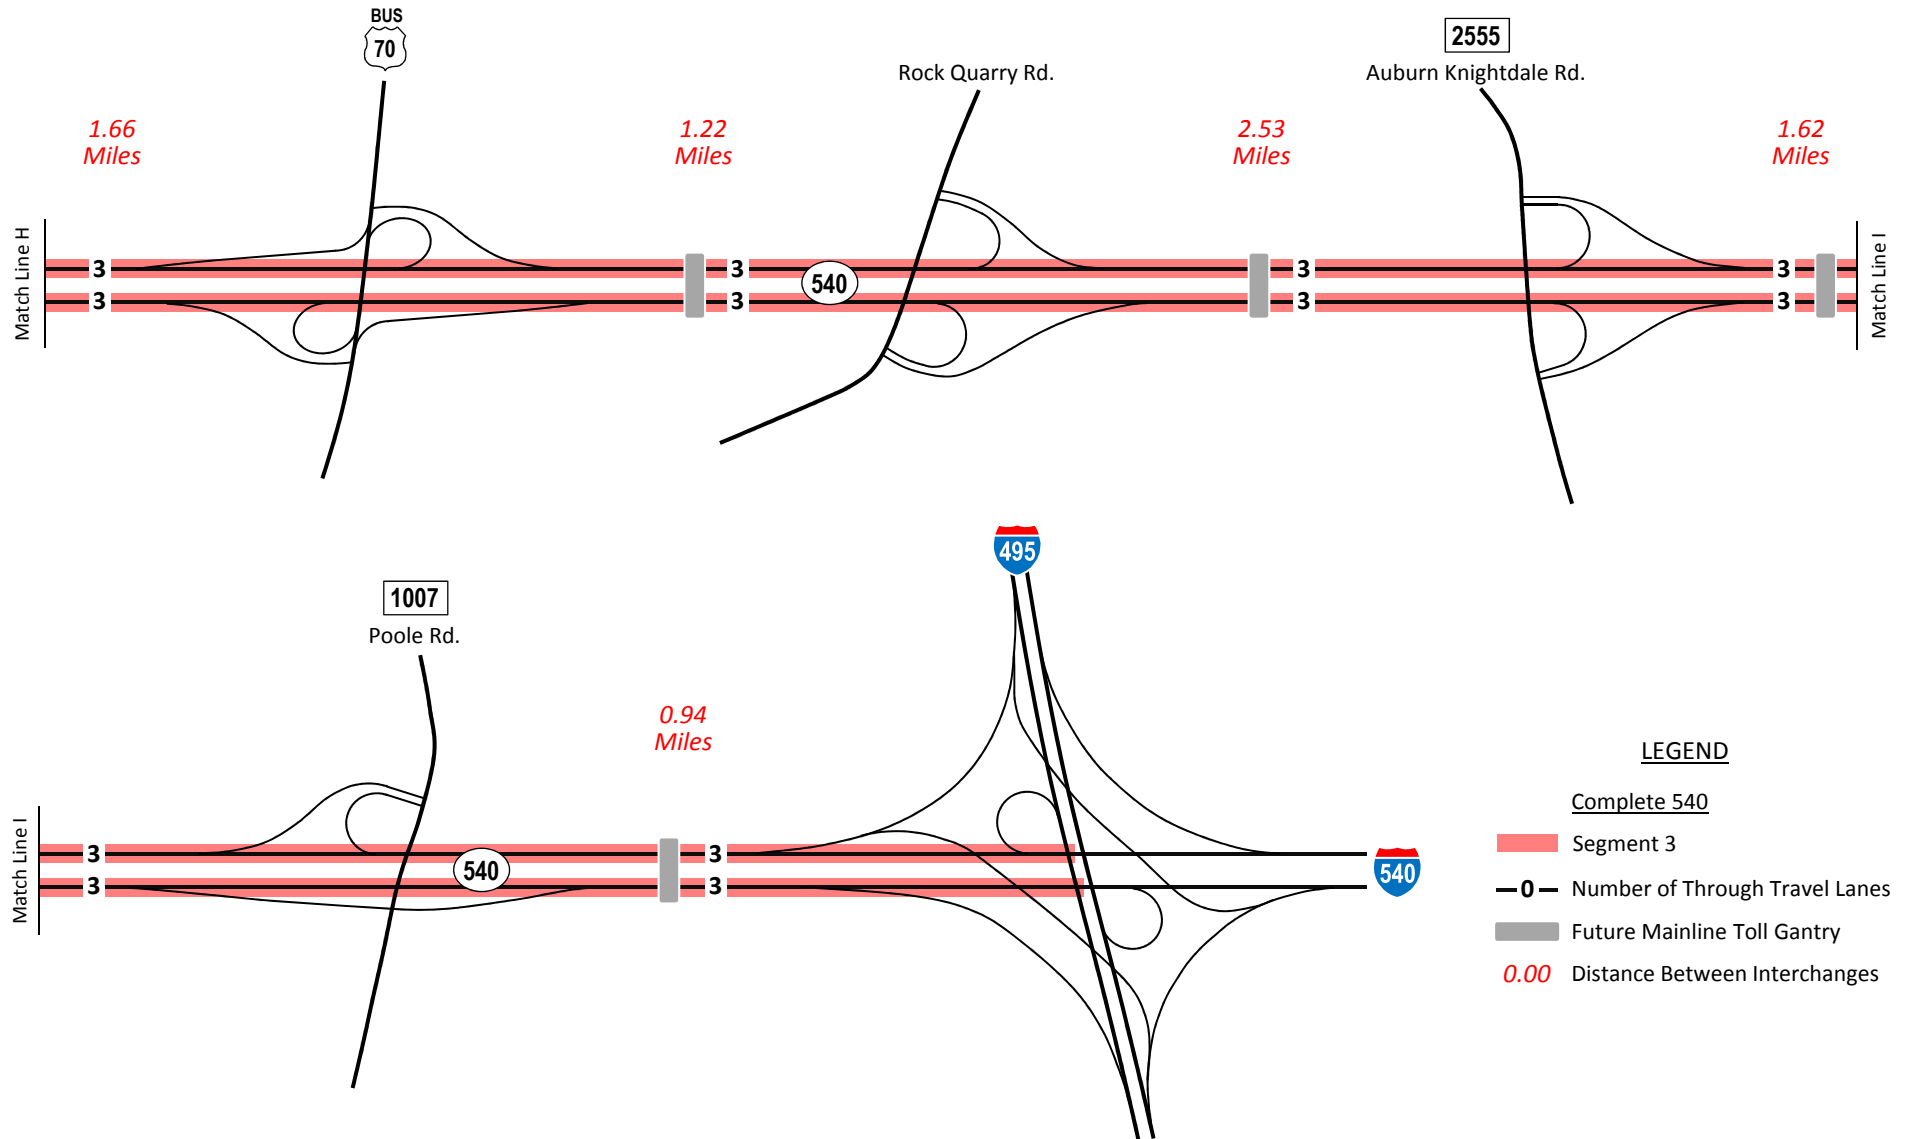 BUS
70
Rock Quarry Rd.
2555
Auburn Knightdale Rd.
1.66
Miles
1.22
Miles
2.53
Miles
1.62
Miles
Match Line H
3
3
3
3
540
3
3
3
3
Match Line I
495
1007
Poole Rd.
0.94
Miles
Match Line I
3
3
540
3
3
540
LEGEND
Complete 540
Segment 3
0 Number of Through Travel Lanes
Future Mainline Toll Gantry
0.00 Distance Between Interchanges